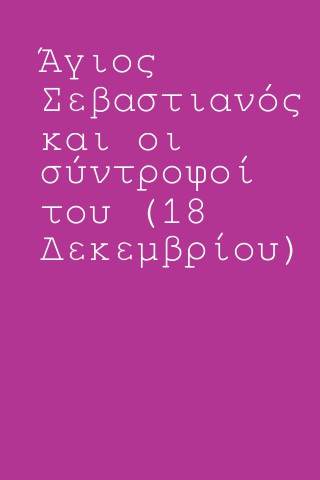 Άγιος
Σεβαστιανός
και οι
σύντροφοί
του (18
Δεκεμβρίου)